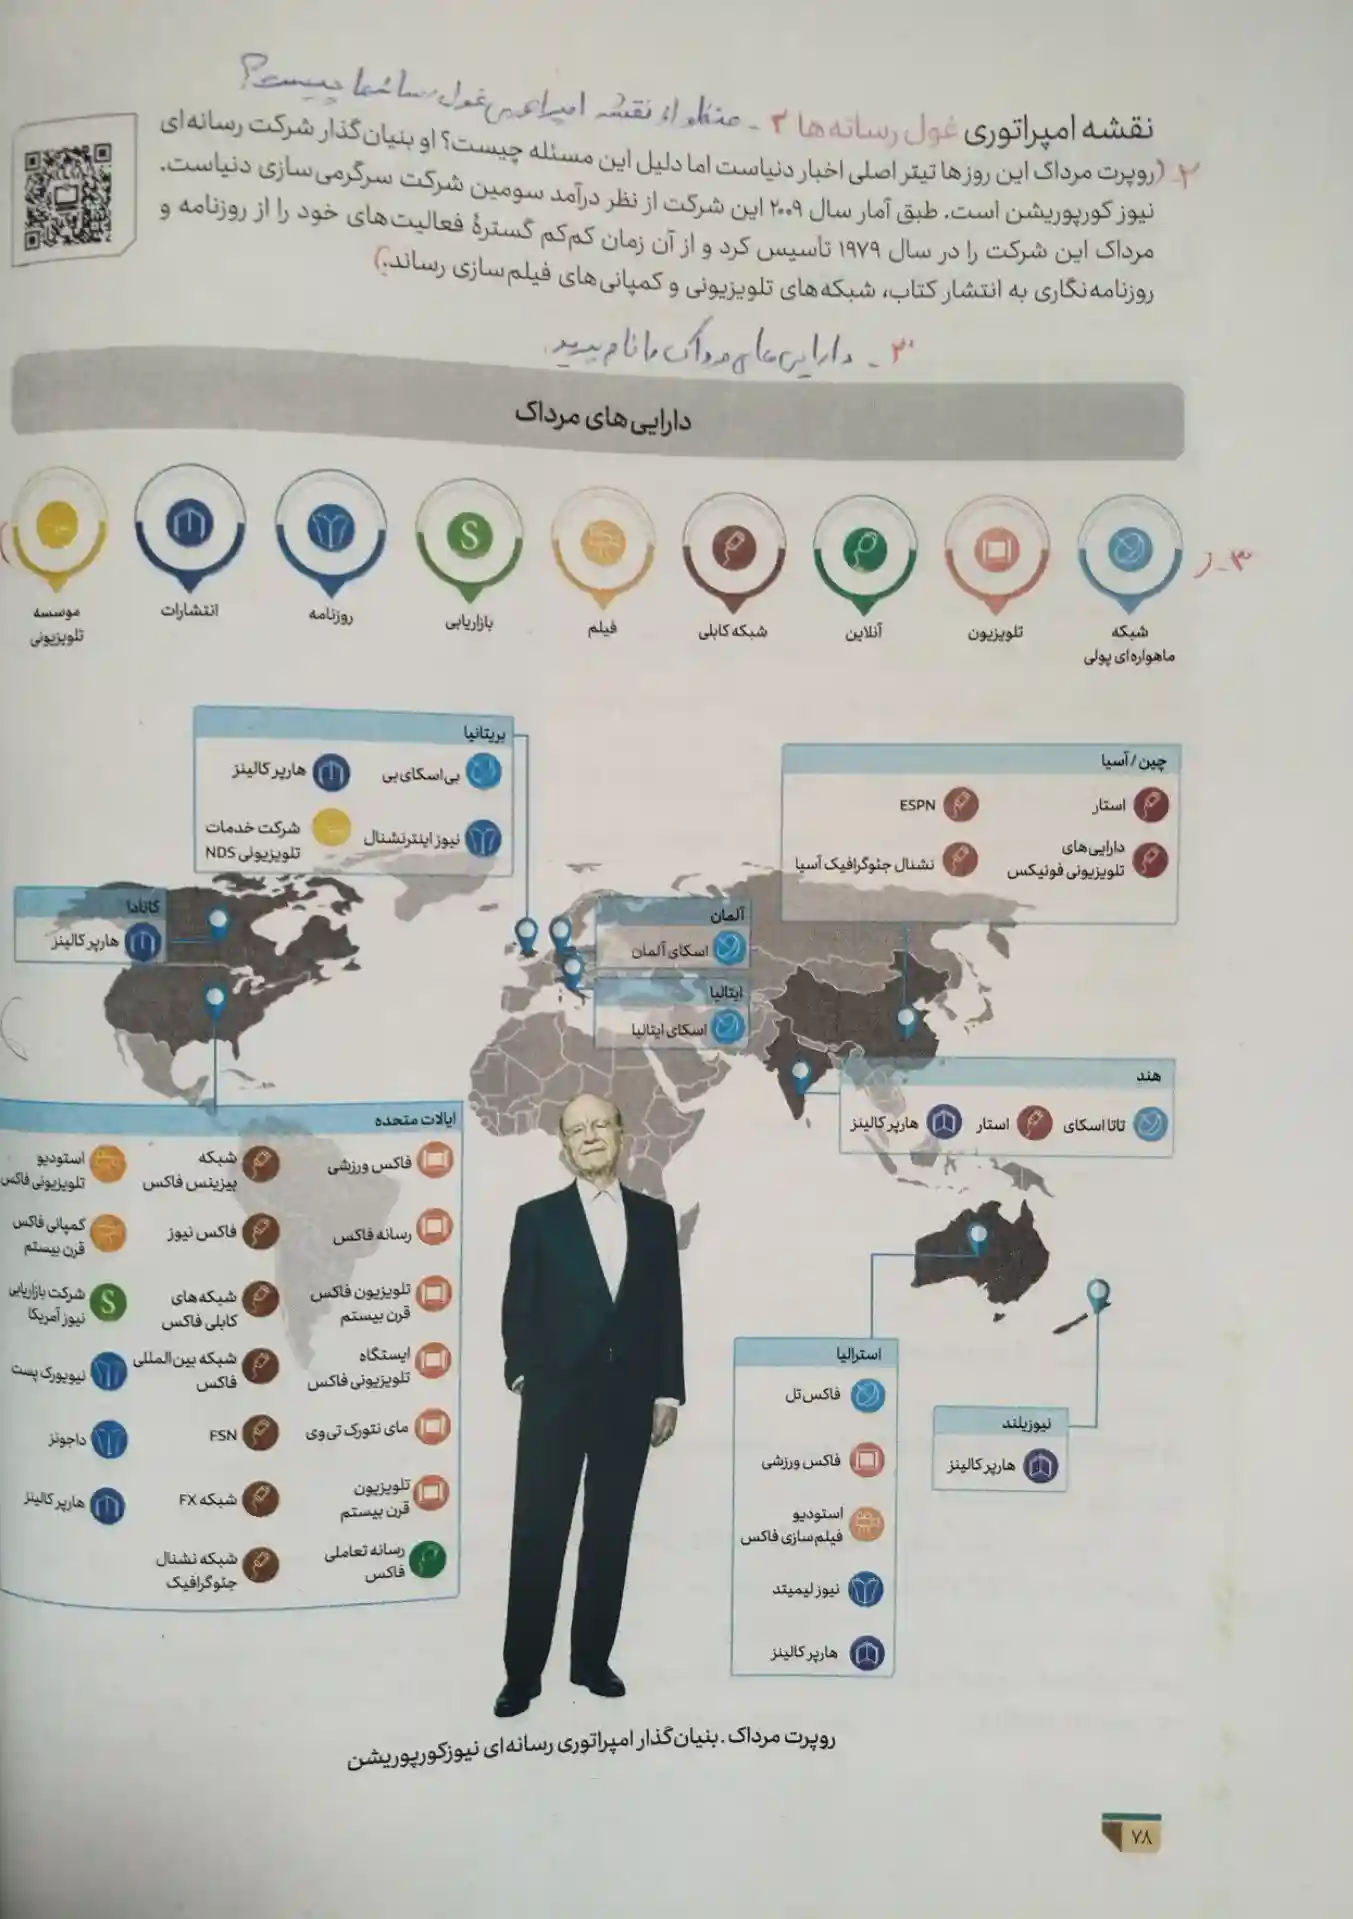 منظور از نقشه امپراتوری غول رسانه‌ها چیست؟
نقشه امپراتوری غول رسانه‌ها ۲ -
۲- (روپرت مرداک این روزها تیتر اصلی اخبار دنیاست اما دلیل این مسئله چیست؟ او بنیان‌گذار شرکت رسانه‌ای
نیوز کورپوریشن است. طبق آمار سال ۲۰۰۹ این شرکت از نظر درآمد سومین شرکت سرگرمی‌سازی دنیاست.
مرداک این شرکت را در سال ۱۹۷۹ تأسیس کرد و از آن زمان کم‌کم گسترهٔ فعالیت‌های خود را از روزنامه و
روزنامه‌نگاری به انتشار کتاب، شبکه‌های تلویزیونی و کمپانی‌های فیلم‌سازی رساند.)
۳- دارایی‌های مرداک را نام ببرید.
دارایی‌های مرداک
۳- (
شبکه
ماهواره‌ای پولی
تلویزیون
آنلاین
شبکه کابلی
فیلم
بازاریابی
روزنامه
انتشارات
موسسه
تلویزیونی
)
چین / آسیا
استار
ESPN
دارایی‌های
تلویزیونی فونیکس
نشنال جئوگرافیک آسیا
بریتانیا
بی‌اسکای‌بی
هارپر کالینز
نیوز اینترنشنال
شرکت خدمات
تلویزیونی NDS
کانادا
هارپر کالینز
آلمان
اسکای آلمان
ایتالیا
اسکای ایتالیا
هند
تاتا اسکای
استار
هارپر کالینز
ایالات متحده
فاکس ورزشی
رسانه فاکس
تلویزیون فاکس
قرن بیستم
ایستگاه
تلویزیونی فاکس
مای نتورک تی‌وی
تلویزیون
قرن بیستم
رسانه تعاملی
فاکس
شبکه
بیزینس فاکس
فاکس نیوز
شبکه‌های
کابلی فاکس
شبکه بین‌المللی
فاکس
FSN
شبکه FX
شبکه نشنال
جئوگرافیک
استودیو
تلویزیونی فاکس
کمپانی فاکس
قرن بیستم
شرکت بازاریابی
نیوز آمریکا
نیویورک پست
داجونز
هارپر کالینز
استرالیا
فاکس‌تل
فاکس ورزشی
استودیو
فیلم‌سازی فاکس
نیوز لیمیتد
هارپر کالینز
نیوزیلند
هارپر کالینز
روپرت مرداک . بنیان‌گذار امپراتوری رسانه‌ای نیوزکورپوریشن
۷۸